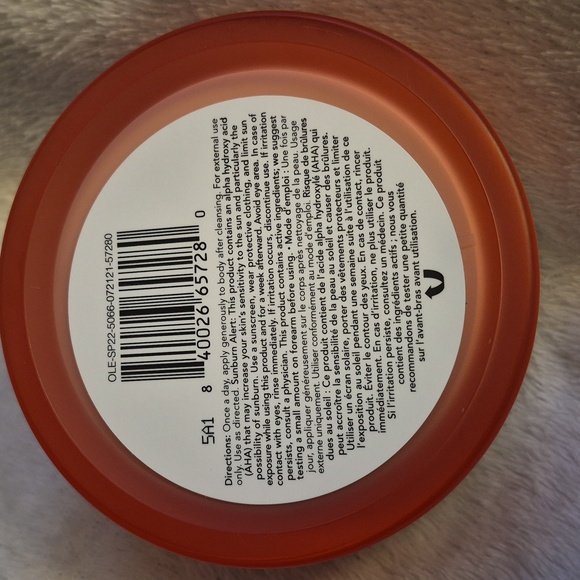 OLE-SP22-5066-072121-57280
8 40026 65728 0
5A1
Directions: Once a day, apply generously to body after cleansing. For external use
only. Use as directed. Sunburn Alert: This product contains an alpha hydroxy acid
(AHA) that may increase your skin's sensitivity to the sun and particularly the
possibility of sunburn. Use a sunscreen, wear protective clothing, and limit sun
exposure while using this product and for a week afterward. Avoid eye area. In case of
contact with eyes, rinse immediately. If irritation occurs, discontinue use. If irritation
persists, consult a physician. This product contains active ingredients; we suggest
testing a small amount on forearm before using. • Mode d'emploi : Une fois par
jour, appliquer généreusement sur le corps après nettoyage de la peau. Usage
externe uniquement. Utiliser conformément au mode d'emploi. Risque de brûlures
dues au soleil : Ce produit contient de l'acide alpha hydroxylé (AHA) qui
peut accroître la sensibilité de la peau au soleil et causer des brûlures.
Utiliser un écran solaire, porter des vêtements protecteurs et limiter
l'exposition au soleil pendant une semaine suite à l'utilisation de ce
produit. Éviter le contour des yeux. En cas de contact, rincer
immédiatement. En cas d'irritation, ne plus utiliser le produit.
Si l'irritation persiste, consultez un médecin. Ce produit
contient des ingrédients actifs ; nous vous
recommandons de tester une petite quantité
sur l'avant-bras avant utilisation.